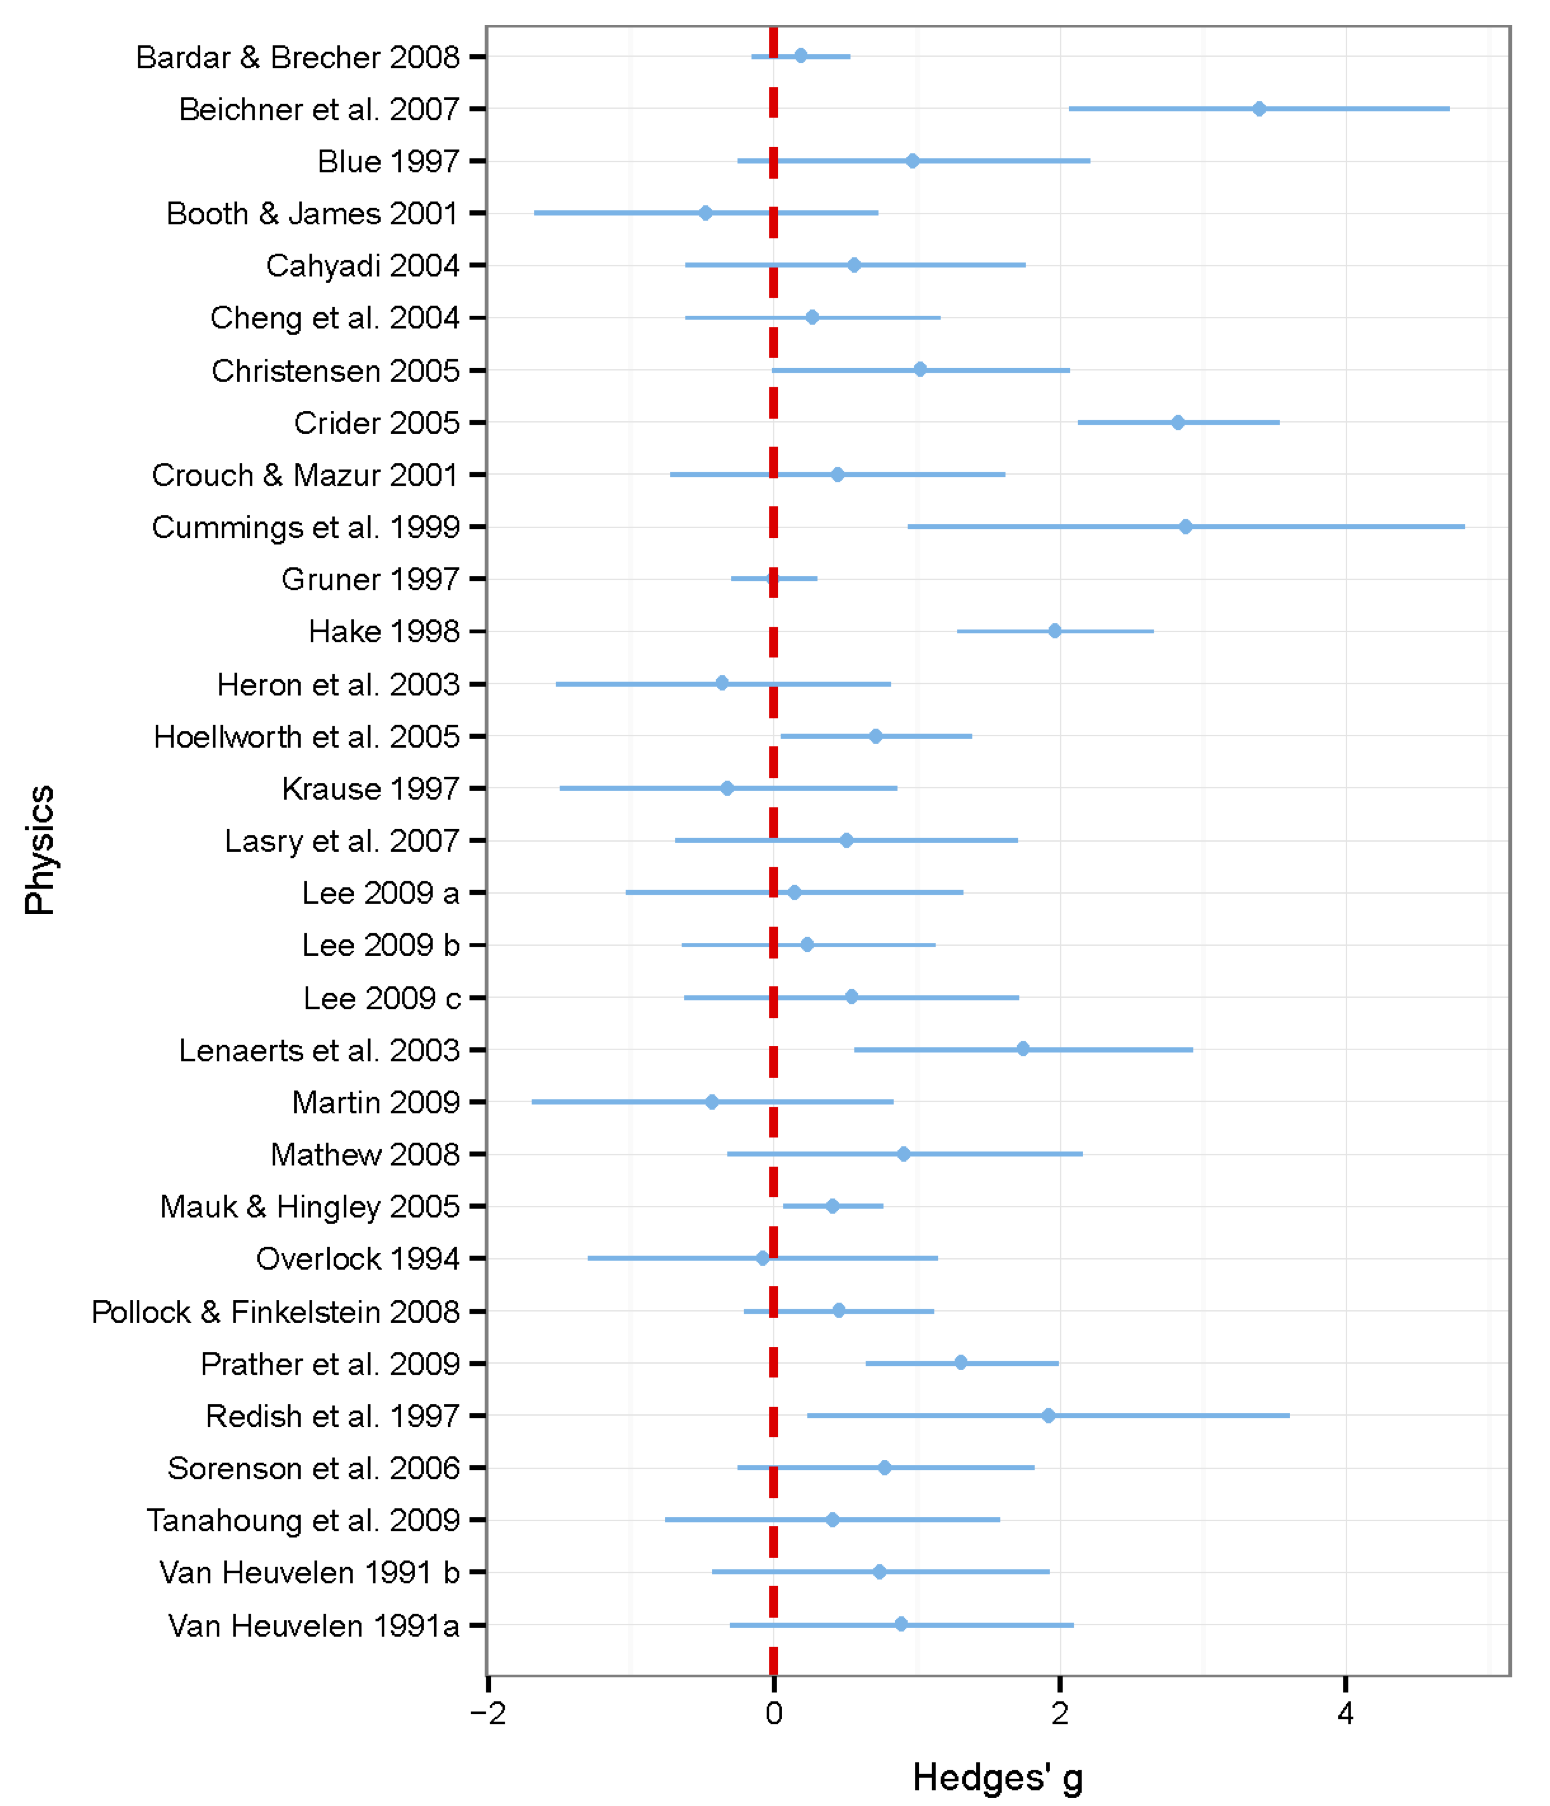 Bardar & Brecher 2008
Beichner et al. 2007
Blue 1997
Booth & James 2001
Cahyadi 2004
Cheng et al. 2004
Christensen 2005
Crider 2005
Crouch & Mazur 2001
Cummings et al. 1999
Gruner 1997
Hake 1998
Heron et al. 2003
Hoellworth et al. 2005
Krause 1997
Lasry et al. 2007
Lee 2009 a
Lee 2009 b
Lee 2009 c
Lenaerts et al. 2003
Martin 2009
Mathew 2008
Mauk & Hingley 2005
Overlock 1994
Pollock & Finkelstein 2008
Prather et al. 2009
Redish et al. 1997
Sorenson et al. 2006
Tanahoung et al. 2009
Van Heuvelen 1991 b
Van Heuvelen 1991a
Physics
−2 0 2 4
Hedges' g